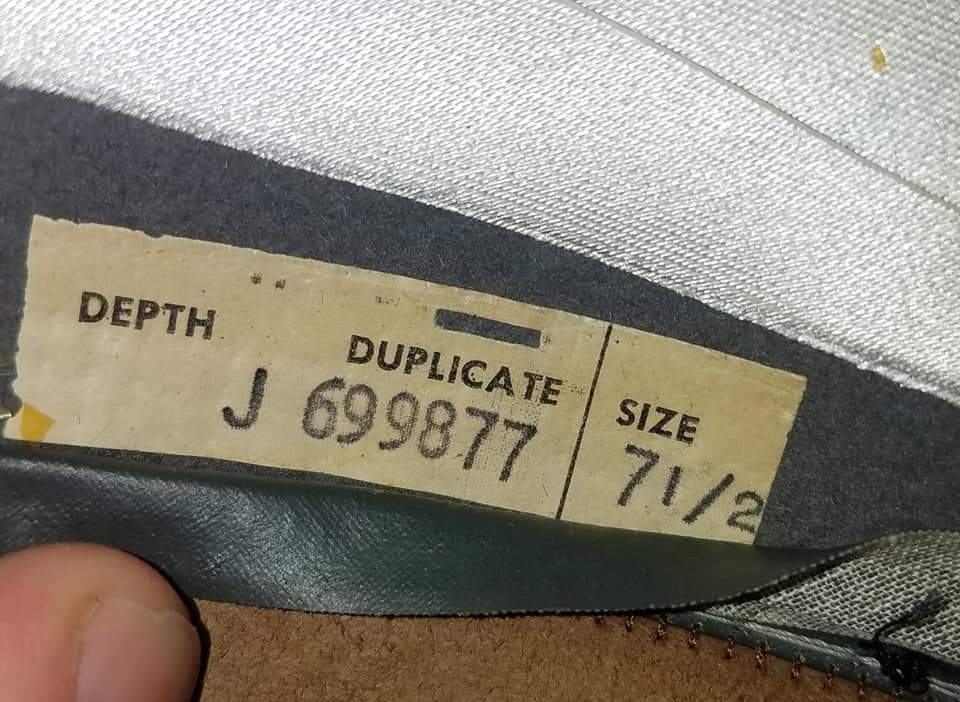 DEPTH
DUPLICATE
J 699877
SIZE
7 1/2